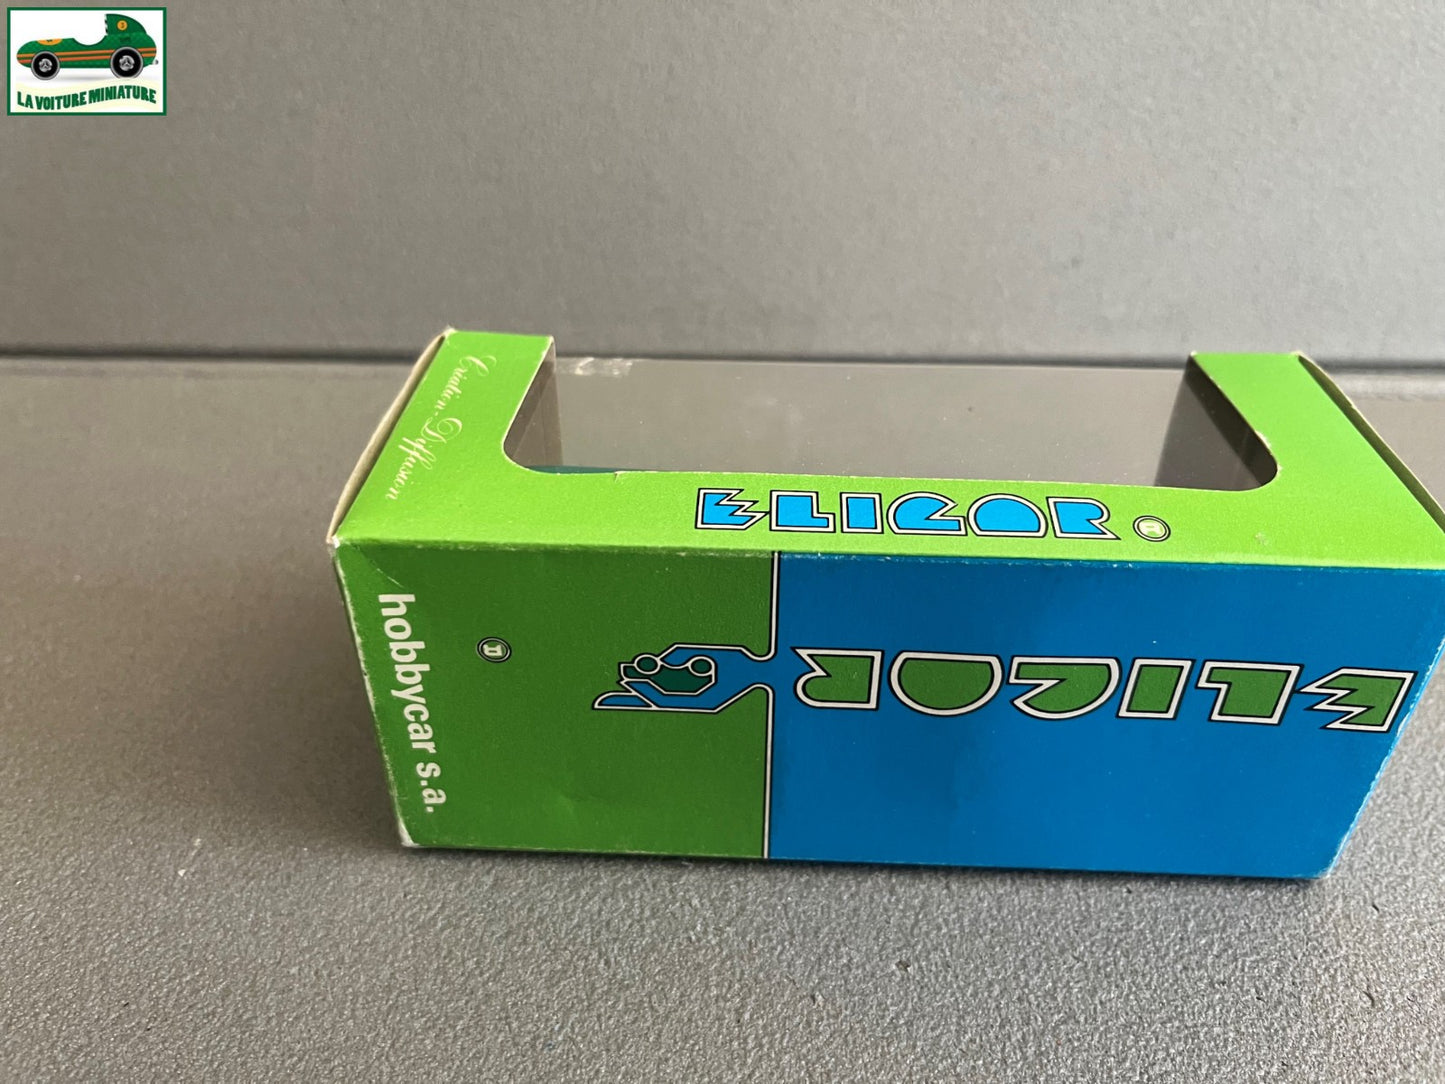 LA VOITURE MINIATURE
Création-Diffusion
ELIGOR
hobbycar s.a.
ELIGOR